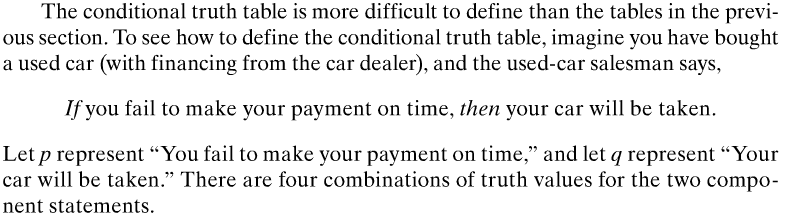 The conditional truth table is more difficult to define than the tables in the previ-
ous section. To see how to define the conditional truth table, imagine you have bought
a used car (with financing from the car dealer), and the used-car salesman says,
If you fail to make your payment on time, then your car will be taken.
Let p represent “You fail to make your payment on time,” and let q represent “Your
car will be taken.” There are four combinations of truth values for the two compo-
nent statements.